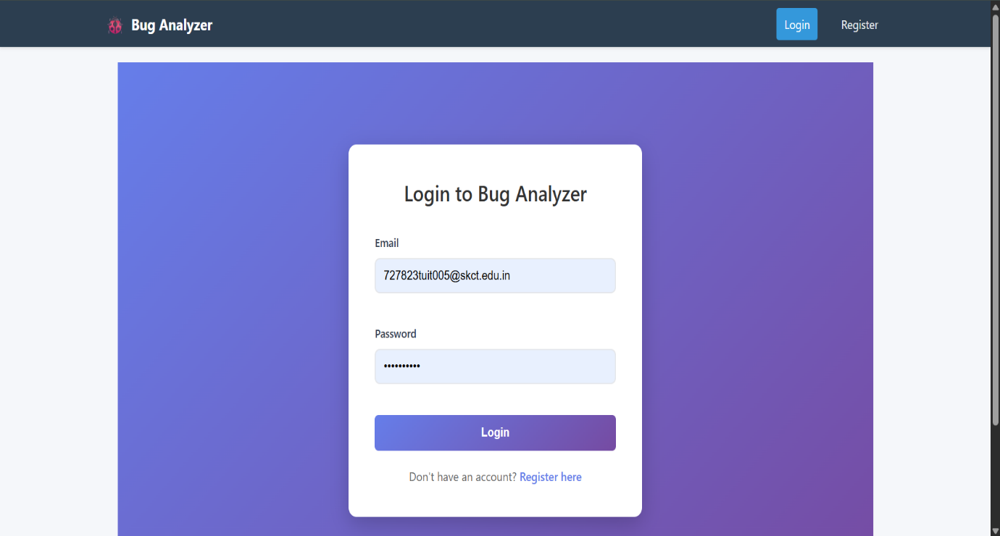 Bug Analyzer
Login
Register
Login to Bug Analyzer
Email
727823tuit005@skct.edu.in
Password
••••••••••
Login
Don't have an account? Register here